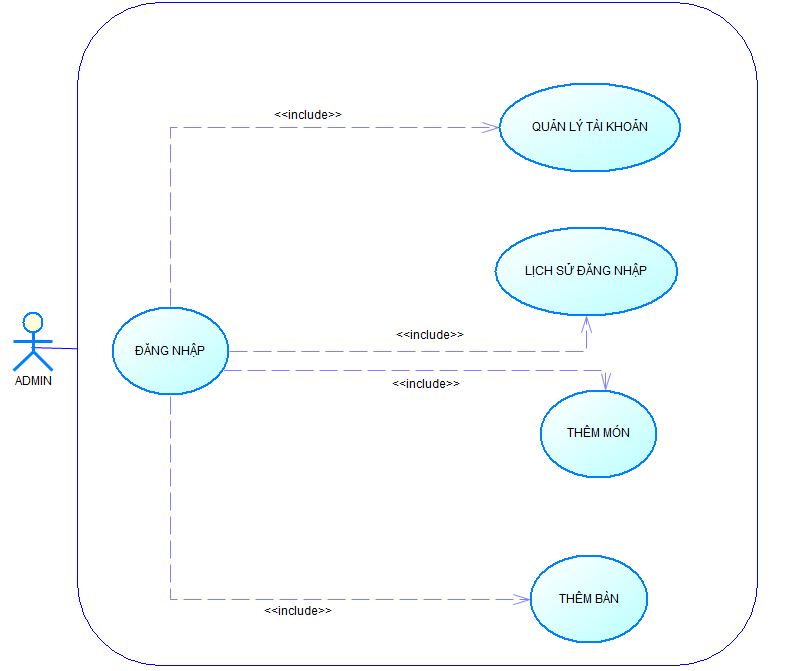 <<include>>
QUẢN LÝ TÀI KHOẢN
LỊCH SỬ ĐĂNG NHẬP
<<include>>
ĐĂNG NHẬP
ADMIN
<<include>>
THÊM MÓN
THÊM BÀN
<<include>>